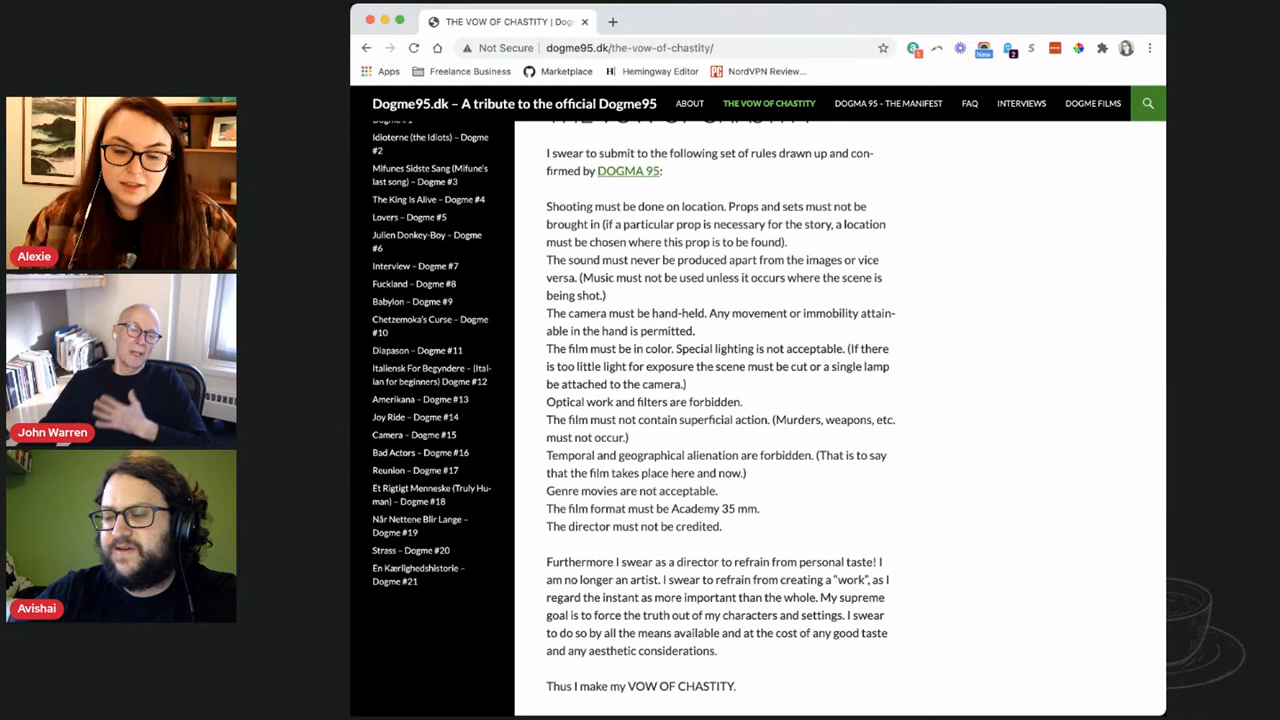 THE VOW OF CHASTITY | Dog
Not Secure
dogme95.dk/the-vow-of-chastity/
1
New
2
Apps
Freelance Business
Marketplace
Hemingway Editor
NordVPN Review...
Dogme95.dk – A tribute to the official Dogme95
ABOUT
THE VOW OF CHASTITY
DOGMA 95 – THE MANIFEST
FAQ
INTERVIEWS
DOGME FILMS
Dogme #1
Idioterne (the Idiots) – Dogme
#2
Mifunes Sidste Sang (Mifune's
last song) – Dogme #3
The King Is Alive – Dogme #4
Lovers – Dogme #5
Julien Donkey-Boy – Dogme
#6
Interview – Dogme #7
Fuckland – Dogme #8
Babylon – Dogme #9
Chetzemoka's Curse – Dogme
#10
Diapason – Dogme #11
Italiensk For Begyndere – (Ital-
ian for beginners) Dogme #12
Amerikana – Dogme #13
Joy Ride – Dogme #14
Camera – Dogme #15
Bad Actors – Dogme #16
Reunion – Dogme #17
Et Rigtigt Menneske (Truly Hu-
man) – Dogme #18
Når Nettene Blir Lange –
Dogme #19
Strass – Dogme #20
En Kærlighedshistorie –
Dogme #21
THE VOW OF CHASTITY
I swear to submit to the following set of rules drawn up and con-
firmed by DOGMA 95:
Shooting must be done on location. Props and sets must not be
brought in (if a particular prop is necessary for the story, a location
must be chosen where this prop is to be found).
The sound must never be produced apart from the images or vice
versa. (Music must not be used unless it occurs where the scene is
being shot.)
The camera must be hand-held. Any movement or immobility attain-
able in the hand is permitted.
The film must be in color. Special lighting is not acceptable. (If there
is too little light for exposure the scene must be cut or a single lamp
be attached to the camera.)
Optical work and filters are forbidden.
The film must not contain superficial action. (Murders, weapons, etc.
must not occur.)
Temporal and geographical alienation are forbidden. (That is to say
that the film takes place here and now.)
Genre movies are not acceptable.
The film format must be Academy 35 mm.
The director must not be credited.
Furthermore I swear as a director to refrain from personal taste! I
am no longer an artist. I swear to refrain from creating a “work”, as I
regard the instant as more important than the whole. My supreme
goal is to force the truth out of my characters and settings. I swear
to do so by all the means available and at the cost of any good taste
and any aesthetic considerations.
Thus I make my VOW OF CHASTITY.
Alexie
John Warren
Avishai